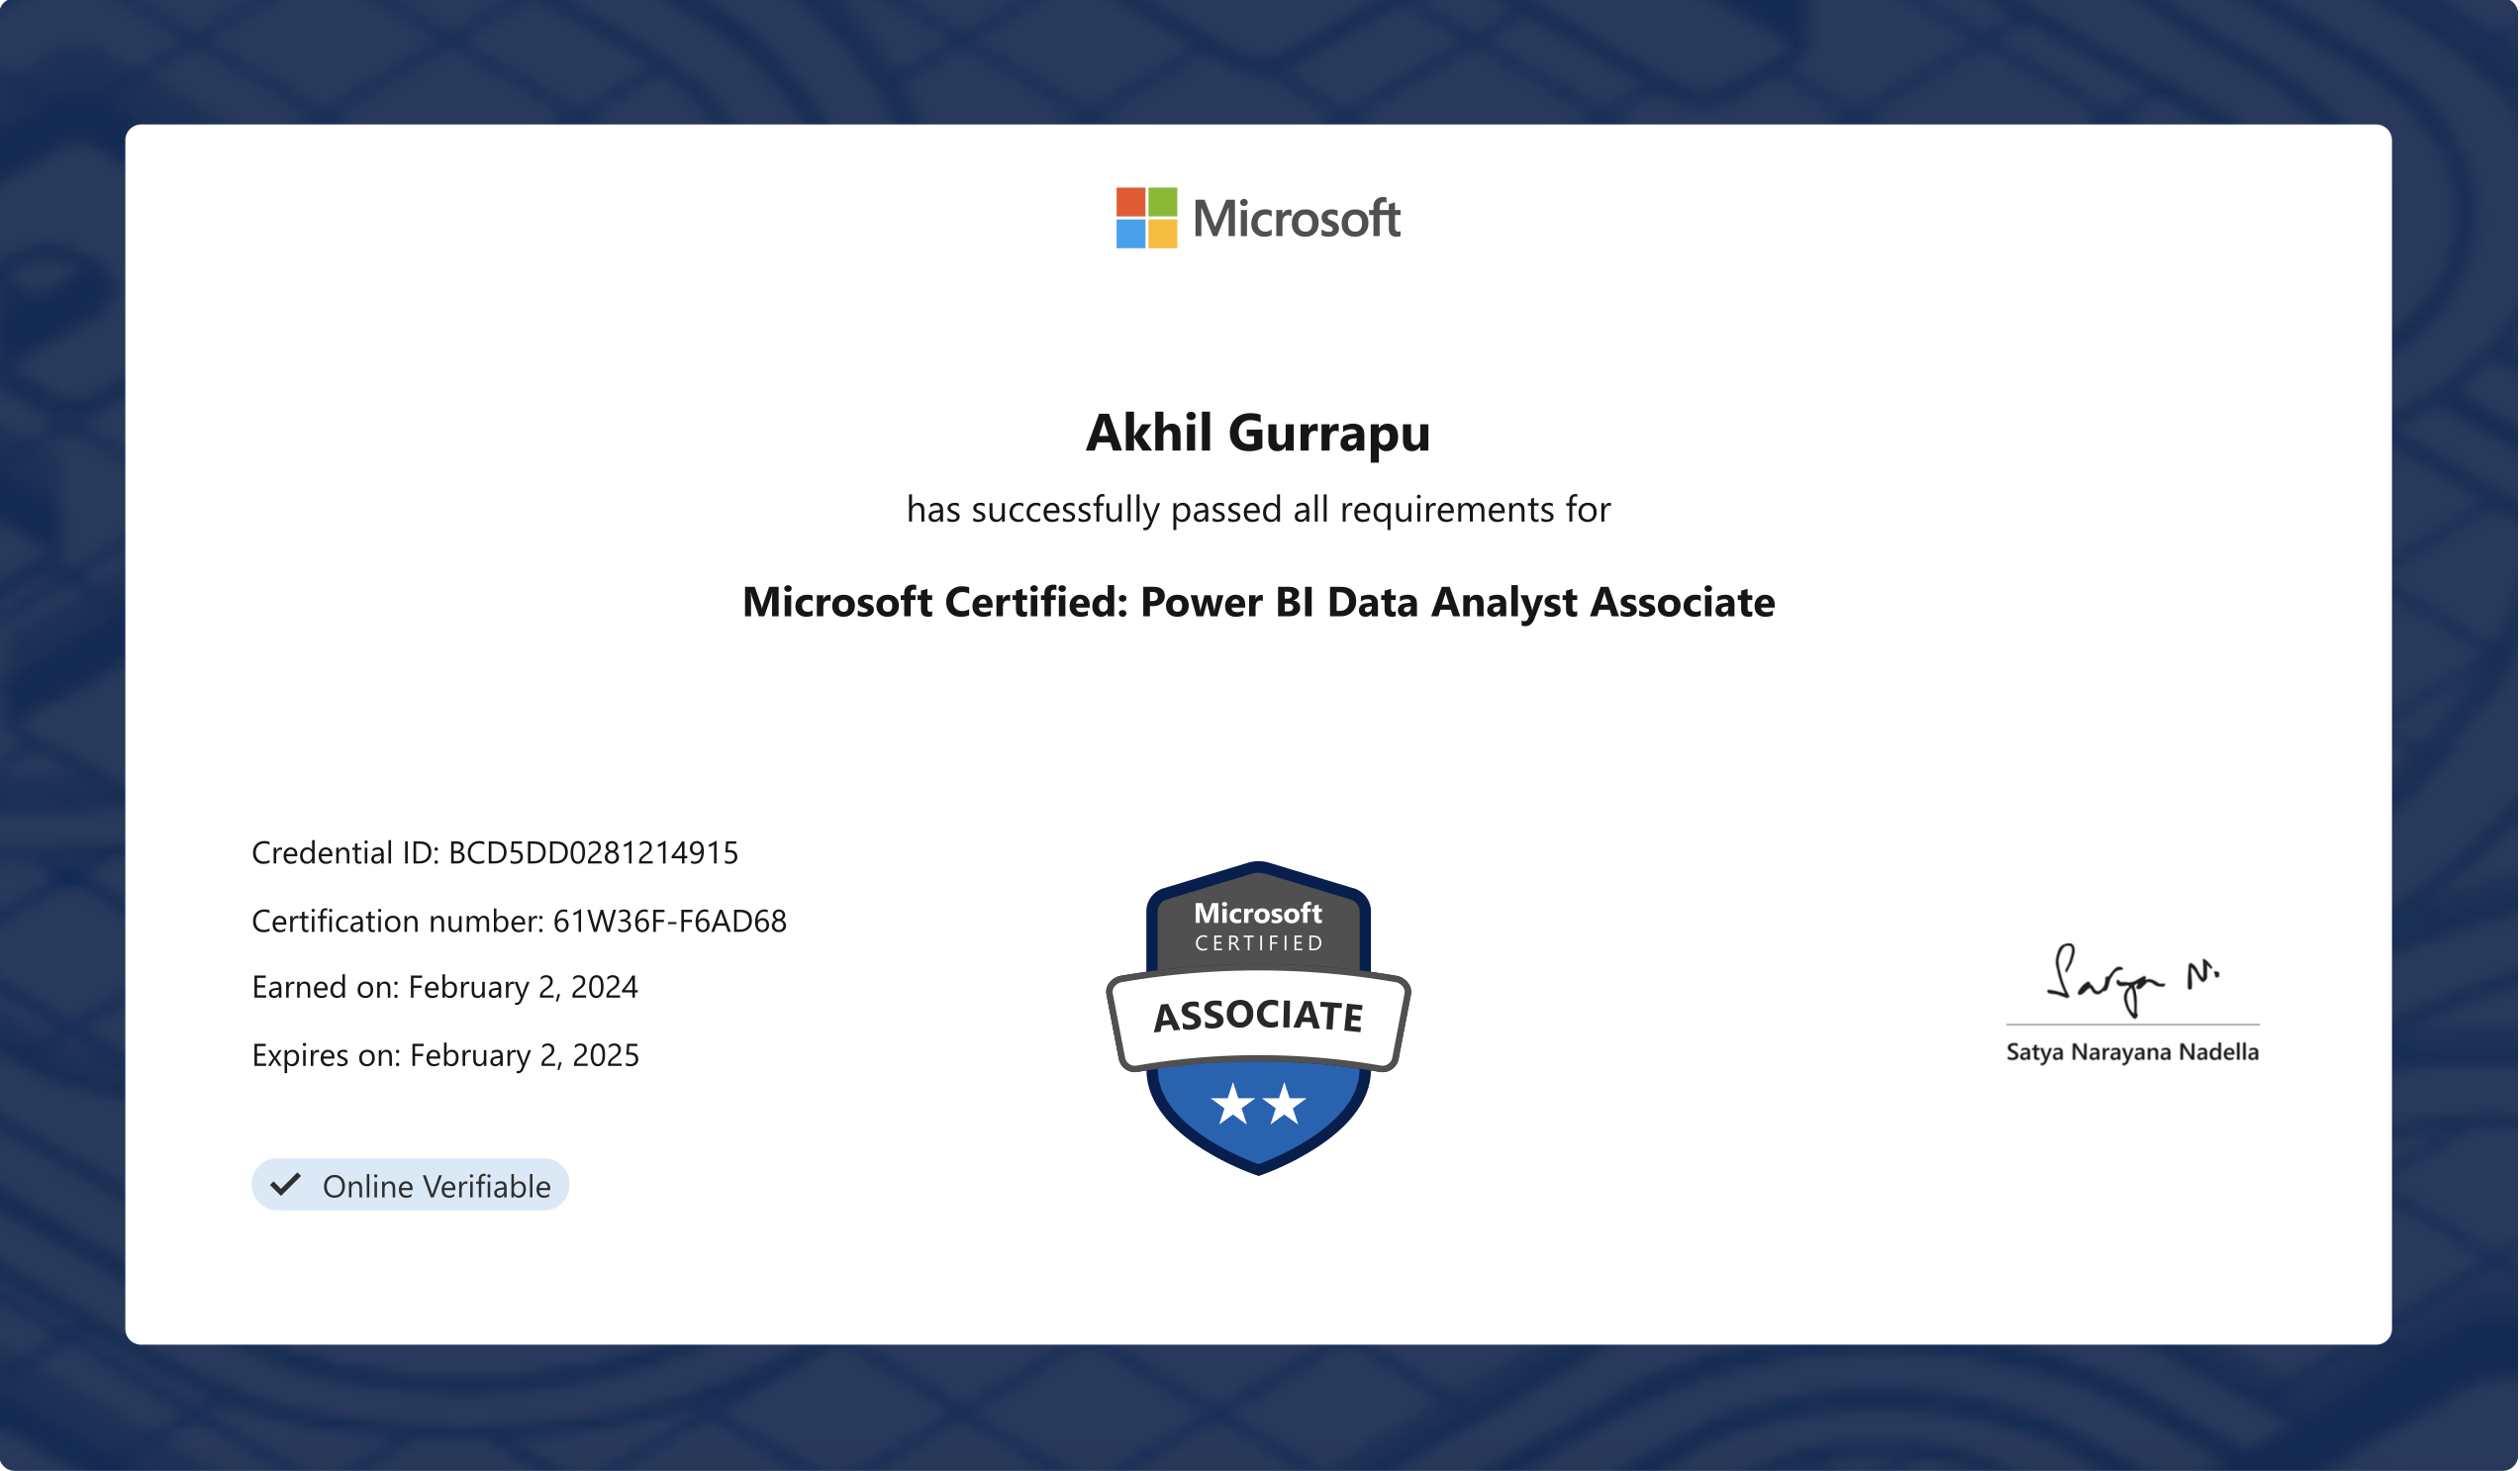 Microsoft
Akhil Gurrapu
has successfully passed all requirements for
Microsoft Certified: Power BI Data Analyst Associate
Credential ID: BCD5DD0281214915
Certification number: 61W36F-F6AD68
Earned on: February 2, 2024
Expires on: February 2, 2025
Online Verifiable
Microsoft
CERTIFIED
ASSOCIATE
Satya N.
Satya Narayana Nadella